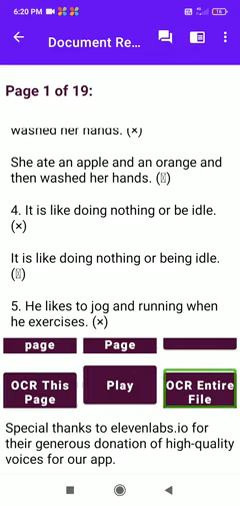 6:20 PM
16
Document Re...
Page 1 of 19:
washed her hands. (×)
She ate an apple and an orange and
then washed her hands. ()
4. It is like doing nothing or be idle.
(×)
It is like doing nothing or being idle.
()
5. He likes to jog and running when
he exercises. (×)
page
Page
OCR This
Page
Play
OCR Entire
File
Special thanks to elevenlabs.io for
their generous donation of high-quality
voices for our app.